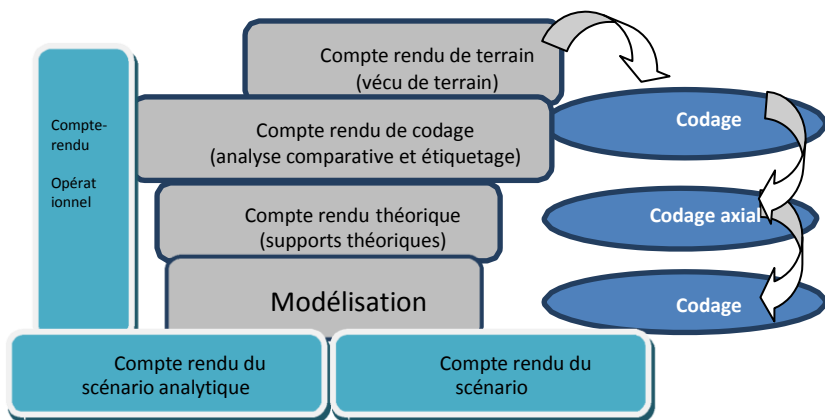 Compte rendu de terrain
(vécu de terrain)
Compte-
rendu
Opérat
ionnel
Compte rendu de codage
(analyse comparative et étiquetage)
Codage
Compte rendu théorique
(supports théoriques)
Codage axial
Modélisation
Codage
Compte rendu du
scénario analytique
Compte rendu du
scénario